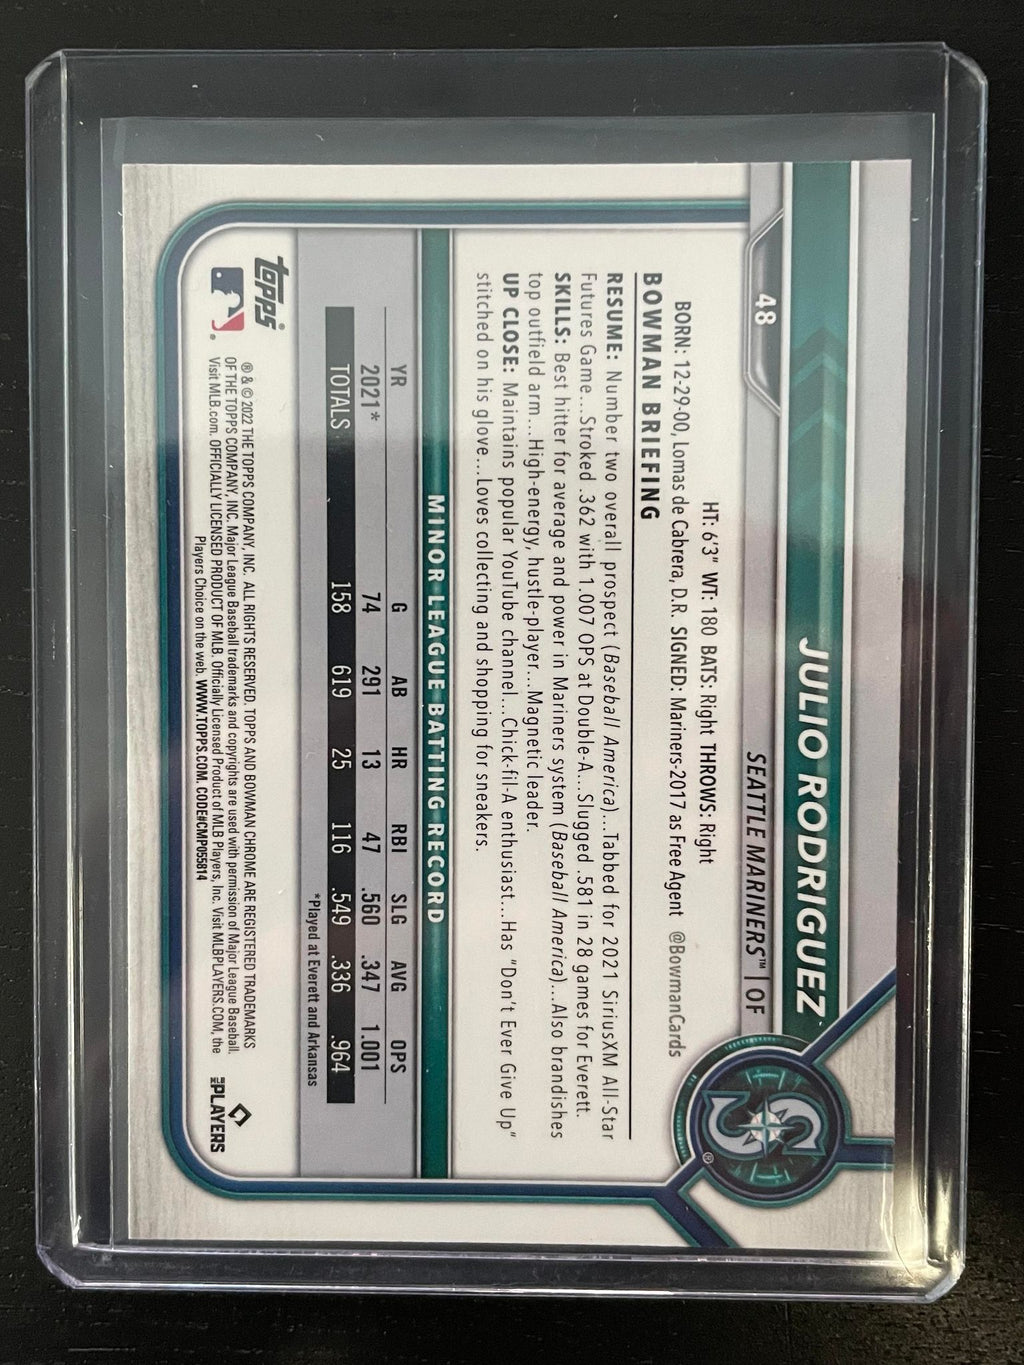 JULIO RODRIGUEZ
48
SEATTLE MARINERS™ | OF
HT: 6'3" WT: 180 BATS: Right THROWS: Right
BORN: 12-29-00, Lomas de Cabrera, D.R. SIGNED: Mariners-2017 as Free Agent @BowmanCards
BOWMAN BRIEFING
RESUME: Number two overall prospect (Baseball America)...Tabbed for 2021 SiriusXM All-Star
Futures Game...Stroked .362 with 1.007 OPS at Double-A...Slugged .581 in 28 games for Everett.
SKILLS: Best hitter for average and power in Mariners system (Baseball America)...Also brandishes
top outfield arm...High-energy, hustle-player...Magnetic leader.
UP CLOSE: Maintains popular YouTube channel...Chick-fil-A enthusiast...Has "Don't Ever Give Up"
stitched on his glove...Loves collecting and shopping for sneakers.
MINOR LEAGUE BATTING RECORD
YR G AB HR RBI SLG AVG OPS
2021* 74 291 13 47 .560 .347 1.001
TOTALS 158 619 25 116 .549 .336 .964
*Played at Everett and Arkansas
topps
® & © 2022 THE TOPPS COMPANY, INC. ALL RIGHTS RESERVED. TOPPS AND BOWMAN CHROME ARE REGISTERED TRADEMARKS
OF THE TOPPS COMPANY, INC. Major League Baseball trademarks and copyrights are used with permission of Major League Baseball.
Visit MLB.com. OFFICIALLY LICENSED PRODUCT OF MLB. Officially Licensed Product of MLB Players, Inc. Visit MLBPLAYERS.COM, the
Players Choice on the web. WWW.TOPPS.COM. CODE#CMP055814
MLB PLAYERS